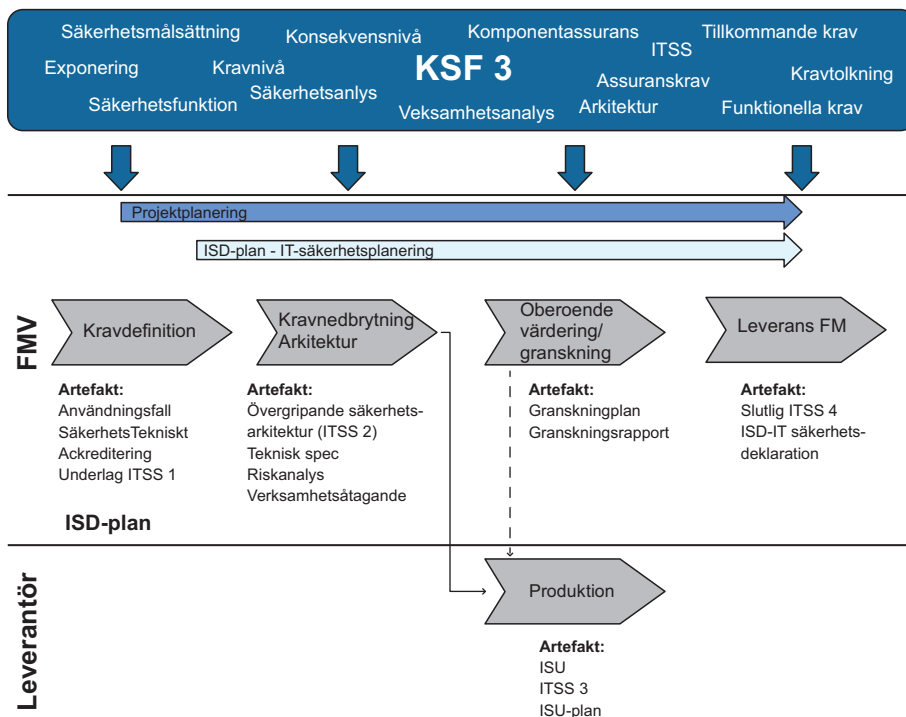 Säkerhetsmålsättning
Konsekvensnivå
Komponentassurans
Tillkommande krav
ITSS
Exponering
Kravnivå
KSF 3
Assuranskrav
Kravtolkning
Säkerhetsfunktion
Säkerhetsanlys
Veksamhetsanalys
Arkitektur
Funktionella krav
Projektplanering
ISD-plan - IT-säkerhetsplanering
FMV
Kravdefinition
Artefakt:
Användningsfall
SäkerhetsTekniskt
Ackreditering
Underlag ITSS 1
ISD-plan
Kravnedbrytning
Arkitektur
Artefakt:
Övergripande säkerhets-
arkitektur (ITSS 2)
Teknisk spec
Riskanalys
Verksamhetsåtagande
Oberoende
värdering/
granskning
Artefakt:
Granskningplan
Granskningsrapport
Leverans FM
Artefakt:
Slutlig ITSS 4
ISD-IT säkerhets-
deklaration
Leverantör
Produktion
Artefakt:
ISU
ITSS 3
ISU-plan